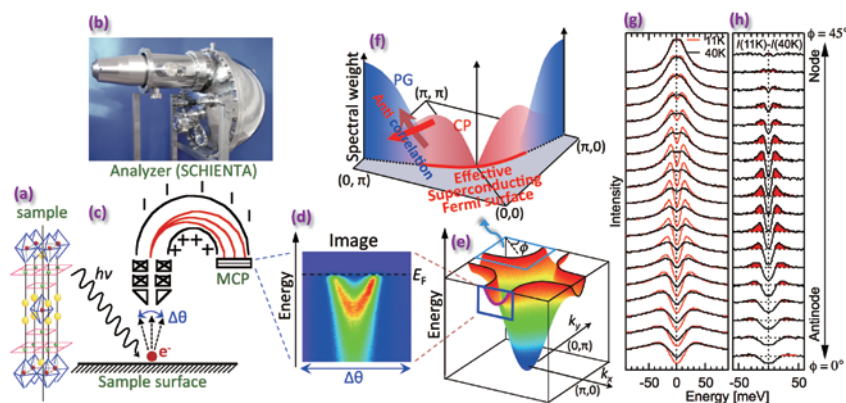 (b)
Analyzer (SCHIENTA)
(a)
sample
(c)
hν
MCP
Δθ
e-
Sample surface
(d)
Image
Energy
E_F
Δθ
(f)
Spectral weight
PG
(π, π)
Anti
correlation
CP
(π,0)
(0, π)
Effective
Superconducting
Fermi surface
(0,0)
(e)
ϕ
Energy
k_y
(0,π)
k_x
(π,0)
(g)
11K
40K
Intensity
-50 0 50
(h)
I(11K)-I(40K)
-50 0 50
Energy [meV]
ϕ = 45°
Node
Antinode
ϕ=0°